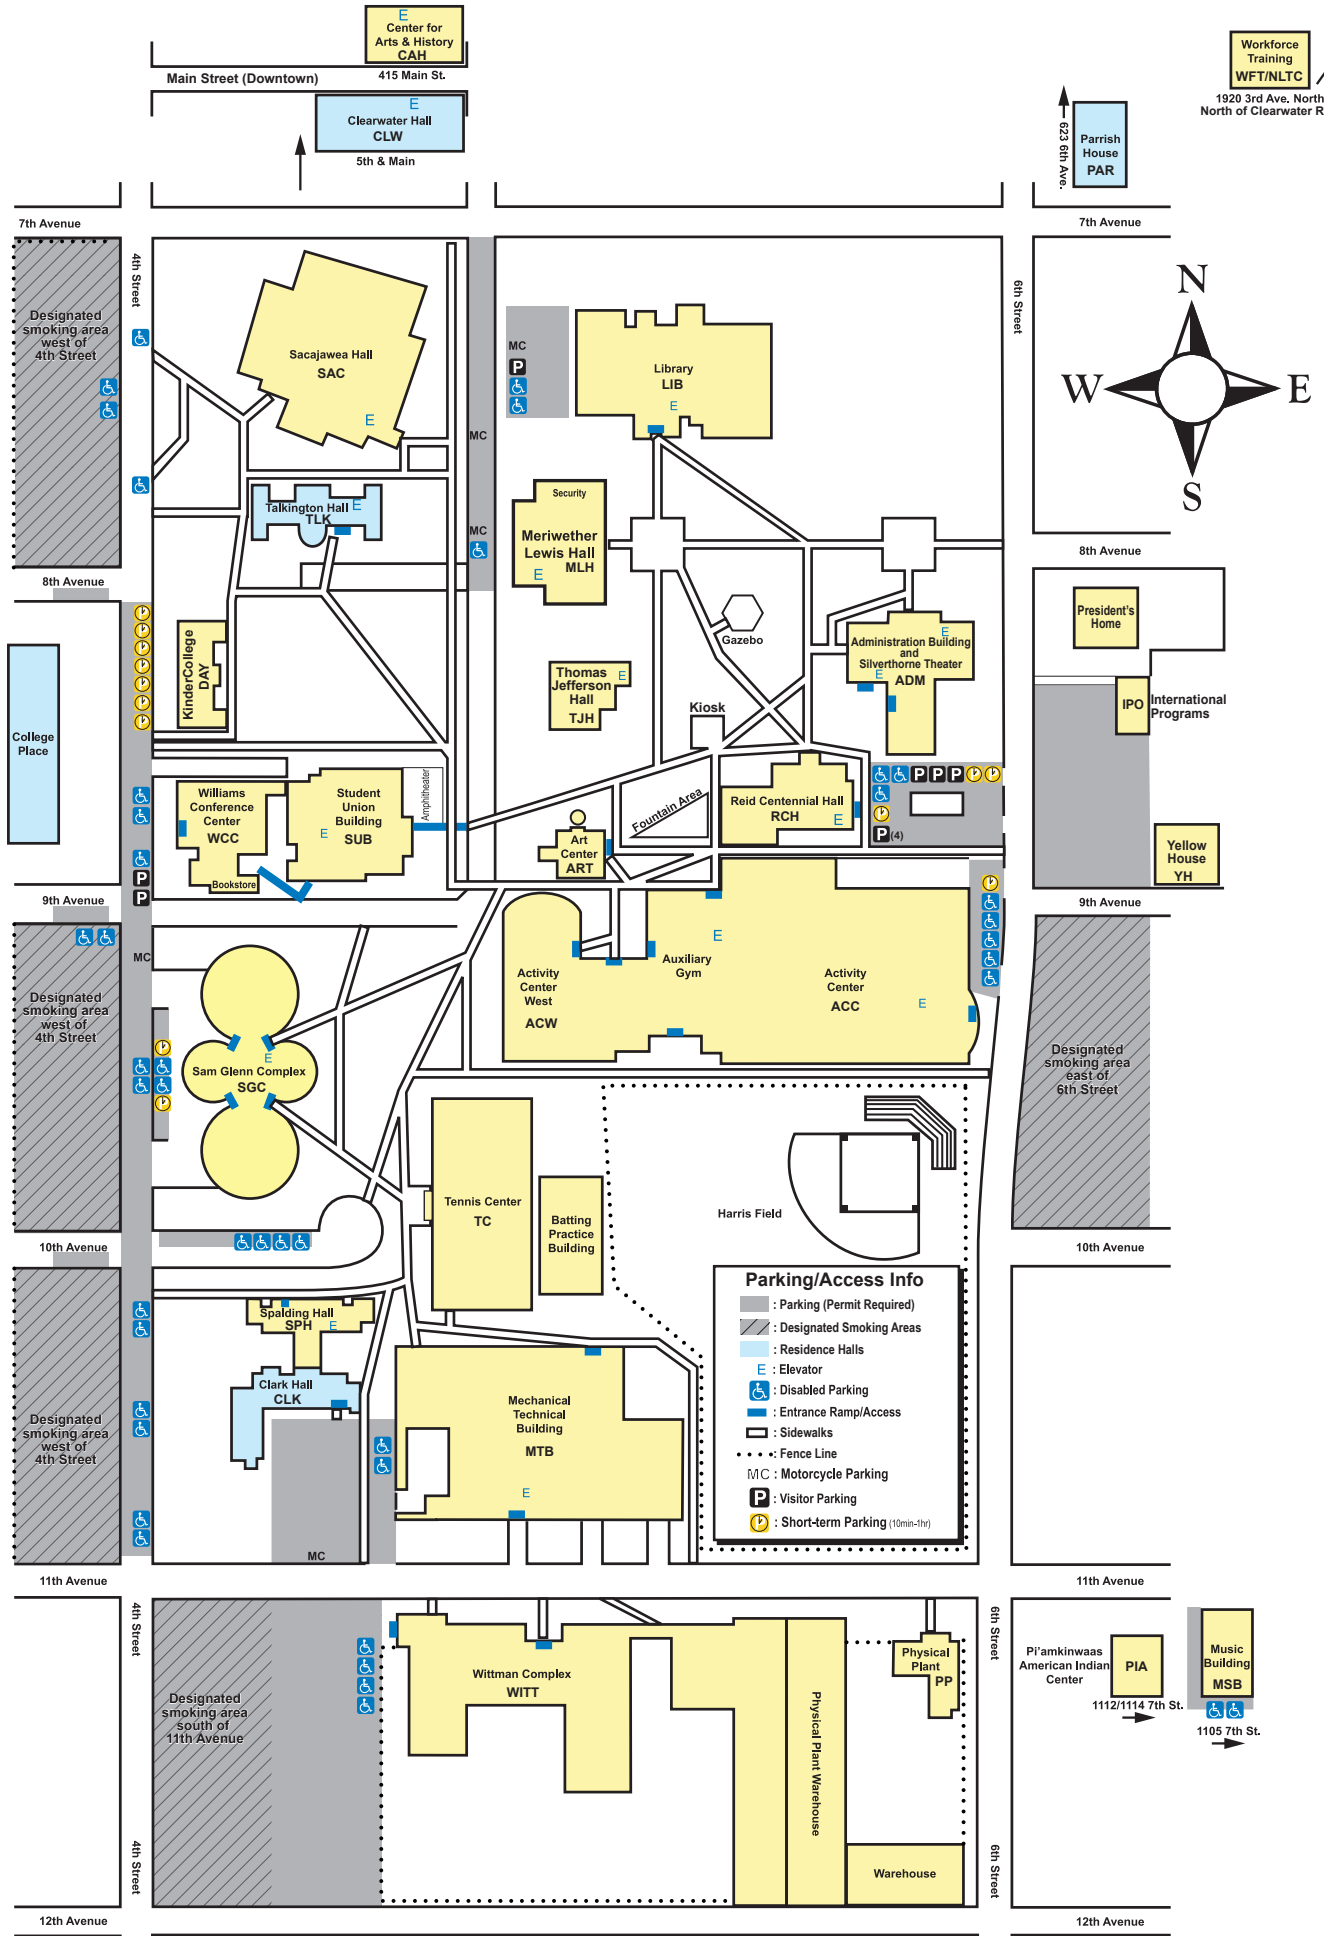 E
Center for
Arts & History
CAH
415 Main St.
Main Street (Downtown)
E
Clearwater Hall
CLW
5th & Main
Workforce
Training
WFT/NLTC
1920 3rd Ave. North
North of Clearwater R
623 6th Ave.
Parrish
House
PAR
7th Avenue
7th Avenue
4th Street
6th Street
N
W
E
S
Designated
smoking area
west of
4th Street
Sacajawea Hall
SAC
E
MC
P
Library
LIB
E
MC
Talkington Hall
E
TLK
MC
Security
Meriwether
Lewis Hall
MLH
E
8th Avenue
8th Avenue
President's
Home
Gazebo
E
Administration Building
and
Silverthorne Theater
E
ADM
KinderCollege
DAY
Thomas
Jefferson
Hall
TJH
E
Kiosk
IPO
International
Programs
College
Place
Williams
Conference
Center
WCC
Bookstore
Student
Union
Building
SUB
E
Amphitheater
Art
Center
ART
Fountain Area
Reid Centennial Hall
RCH
E
P P P
P (4)
Yellow
House
YH
P
P
9th Avenue
9th Avenue
MC
Designated
smoking area
west of
4th Street
Activity
Center
West
ACW
E
Auxiliary
Gym
Activity
Center
ACC
E
E
Sam Glenn Complex
SGC
Designated
smoking area
east of
6th Street
Tennis Center
TC
Batting
Practice
Building
Harris Field
10th Avenue
10th Avenue
Spalding Hall
SPH
E
Clark Hall
CLK
Designated
smoking area
west of
4th Street
Mechanical
Technical
Building
MTB
E
MC
Parking/Access Info
: Parking (Permit Required)
: Designated Smoking Areas
: Residence Halls
E : Elevator
: Disabled Parking
: Entrance Ramp/Access
: Sidewalks
: Fence Line
MC : Motorcycle Parking
P : Visitor Parking
: Short-term Parking (10min-1hr)
11th Avenue
11th Avenue
4th Street
6th Street
Designated
smoking area
south of
11th Avenue
Wittman Complex
WITT
Physical Plant Warehouse
Physical
Plant
PP
Pi'amkinwaas
American Indian
Center
PIA
1112/1114 7th St.
Music
Building
MSB
1105 7th St.
Warehouse
4th Street
6th Street
12th Avenue
12th Avenue